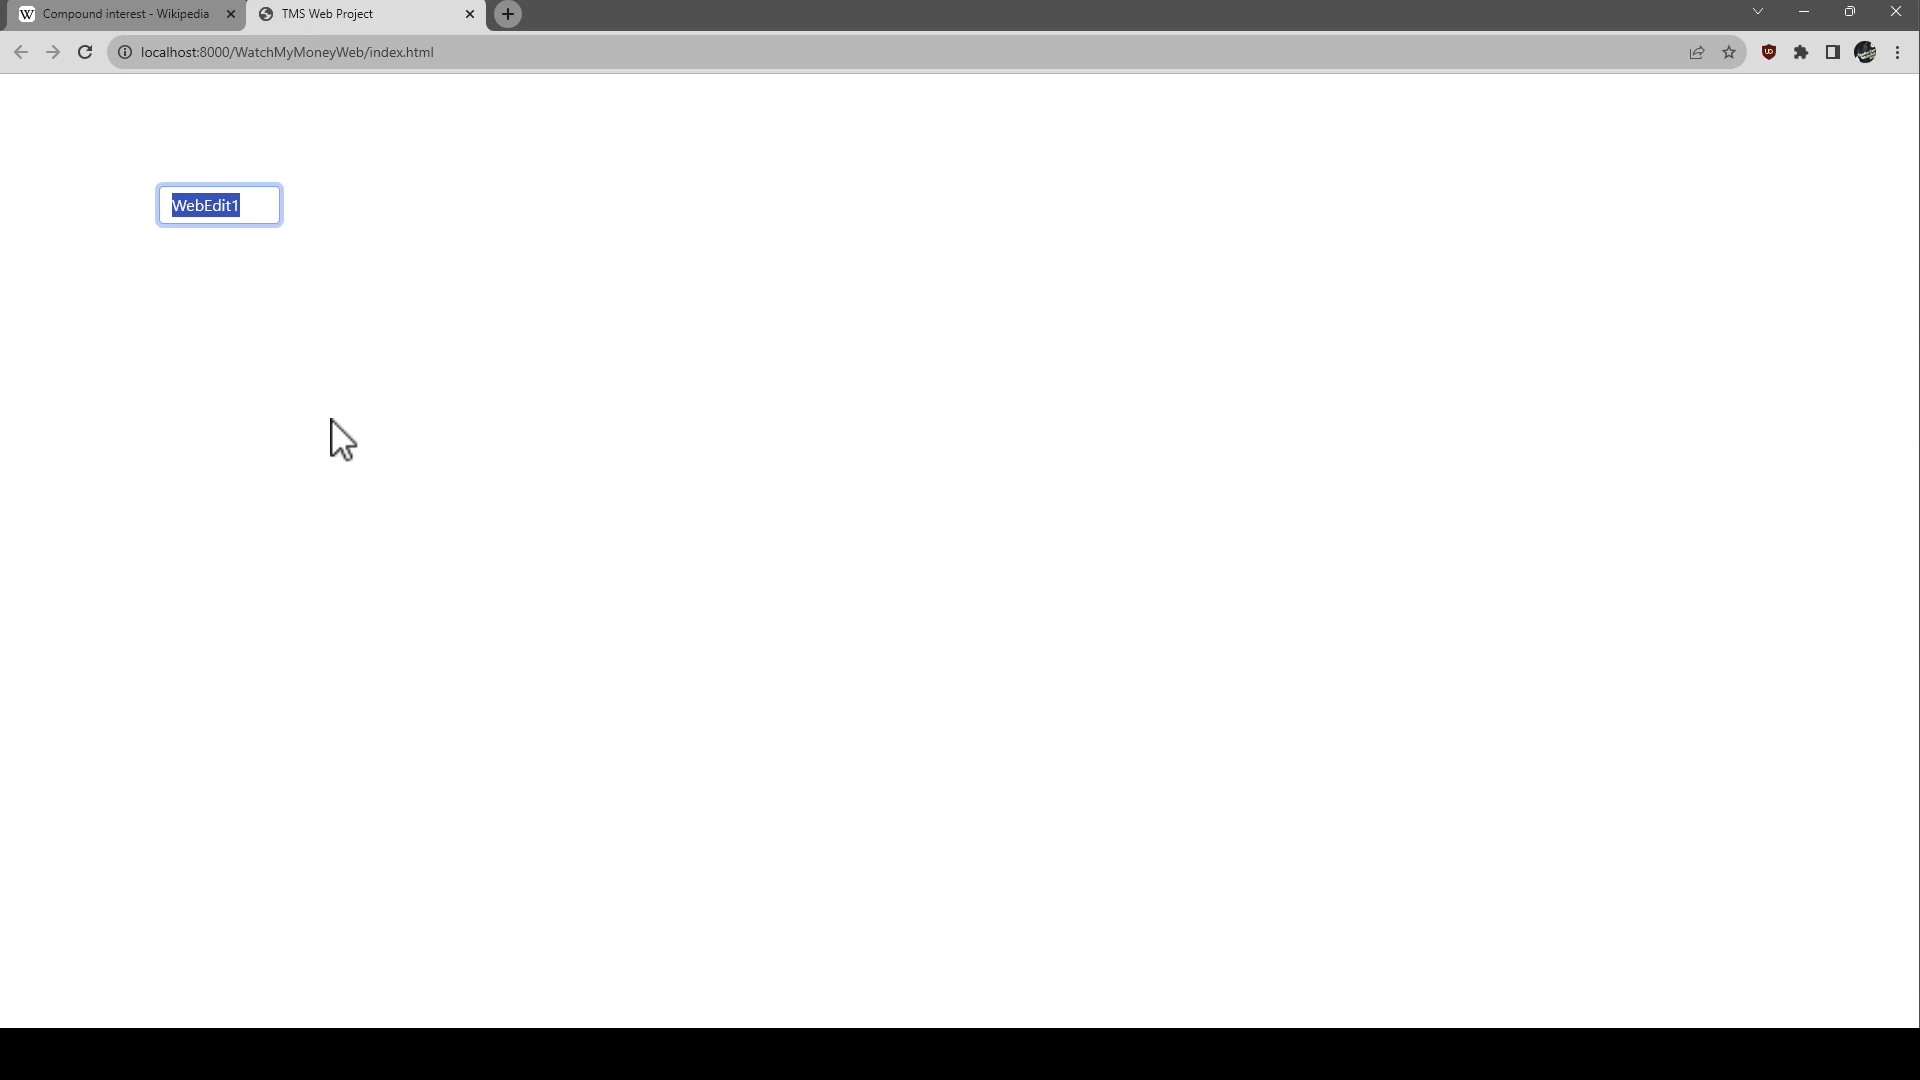 W Compound interest - Wikipedia
TMS Web Project
localhost:8000/WatchMyMoneyWeb/index.html
WebEdit1